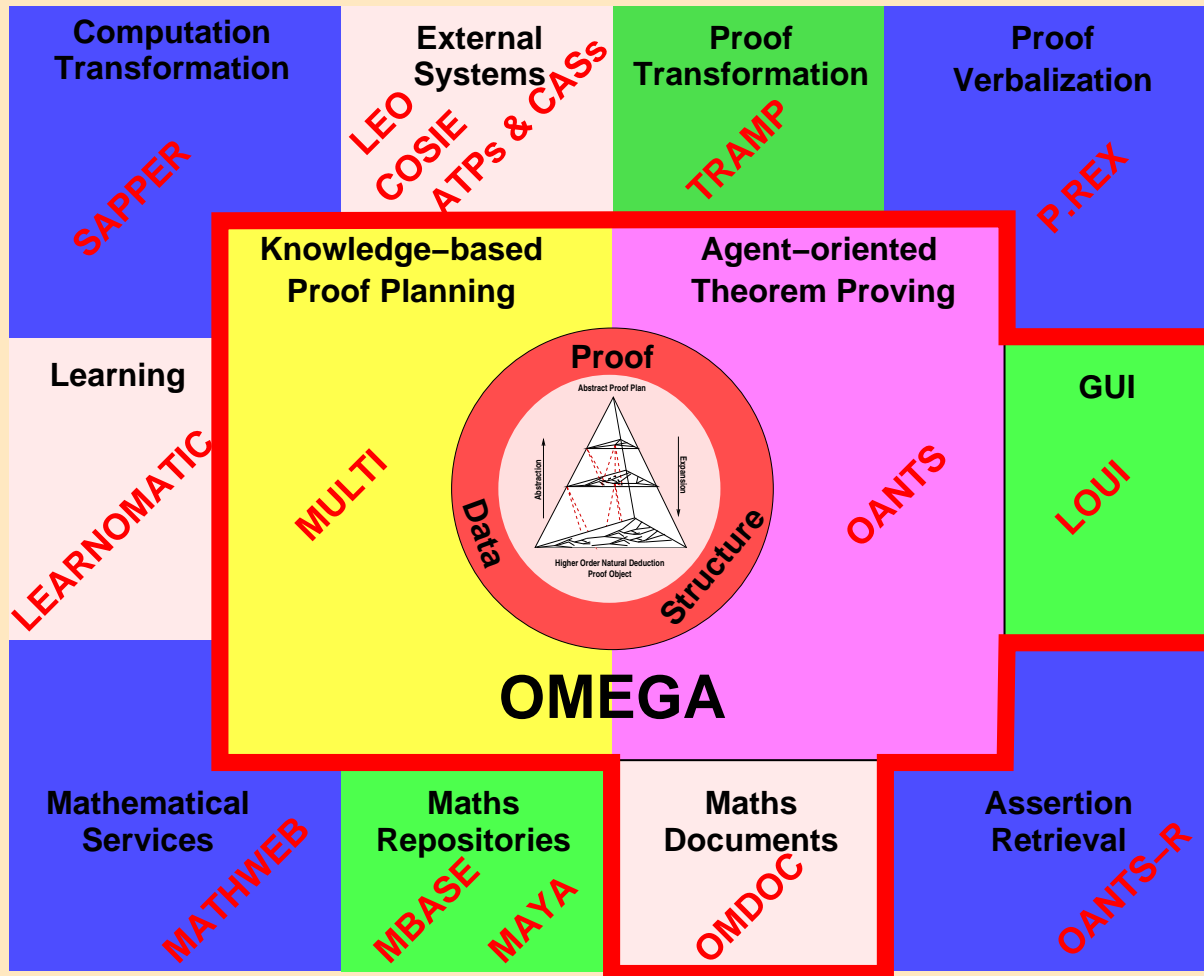 Computation
Transformation
SAPPER
External
Systems
LEO
COSIE
ATPs & CASs
Proof
Transformation
TRAMP
Proof
Verbalization
P.REX
Knowledge–based
Proof Planning
MULTI
Agent–oriented
Theorem Proving
OANTS
Learning
LEARNOMATIC
Proof
Data
Structure
Abstract Proof Plan
Abstraction
Expansion
Higher Order Natural Deduction
Proof Object
GUI
LOUI
OMEGA
Mathematical
Services
MATHWEB
Maths
Repositories
MBASE
MAYA
Maths
Documents
OMDOC
Assertion
Retrieval
OANTS–R